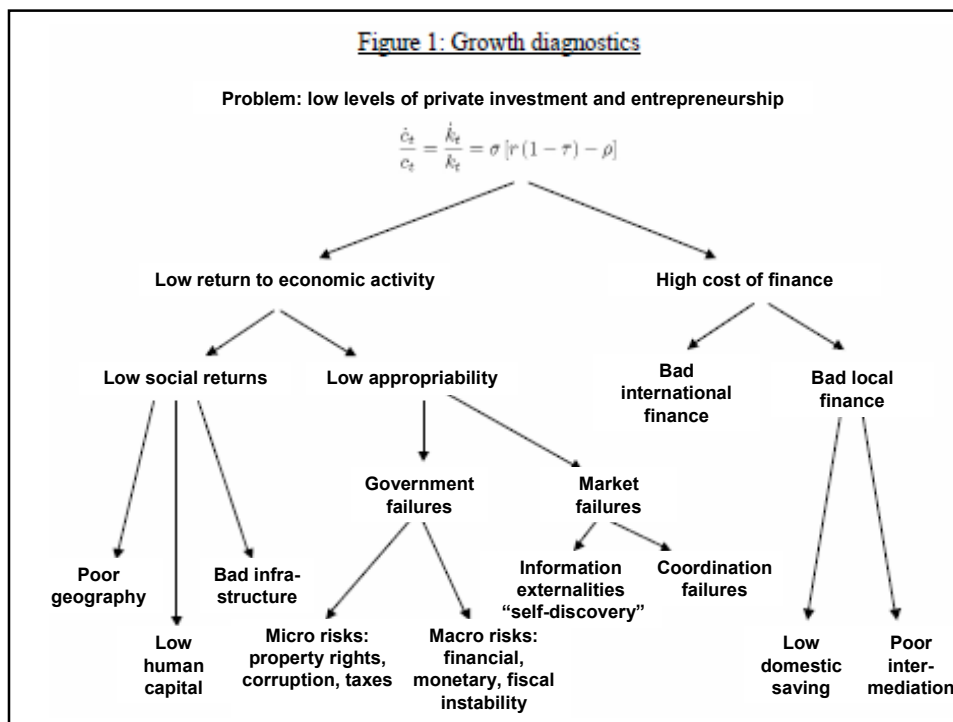 Figure 1: Growth diagnostics
Problem: low levels of private investment and entrepreneurship
ċₜ/cₜ = k̇ₜ/kₜ = σ [r (1 − τ) − ρ]
Low return to economic activity
High cost of finance
Low social returns
Low appropriability
Bad
international
finance
Bad local
finance
Government
failures
Market
failures
Poor
geography
Bad infra-
structure
Information
externalities
“self-discovery”
Coordination
failures
Low
human
capital
Micro risks:
property rights,
corruption, taxes
Macro risks:
financial,
monetary, fiscal
instability
Low
domestic
saving
Poor
inter-
mediation